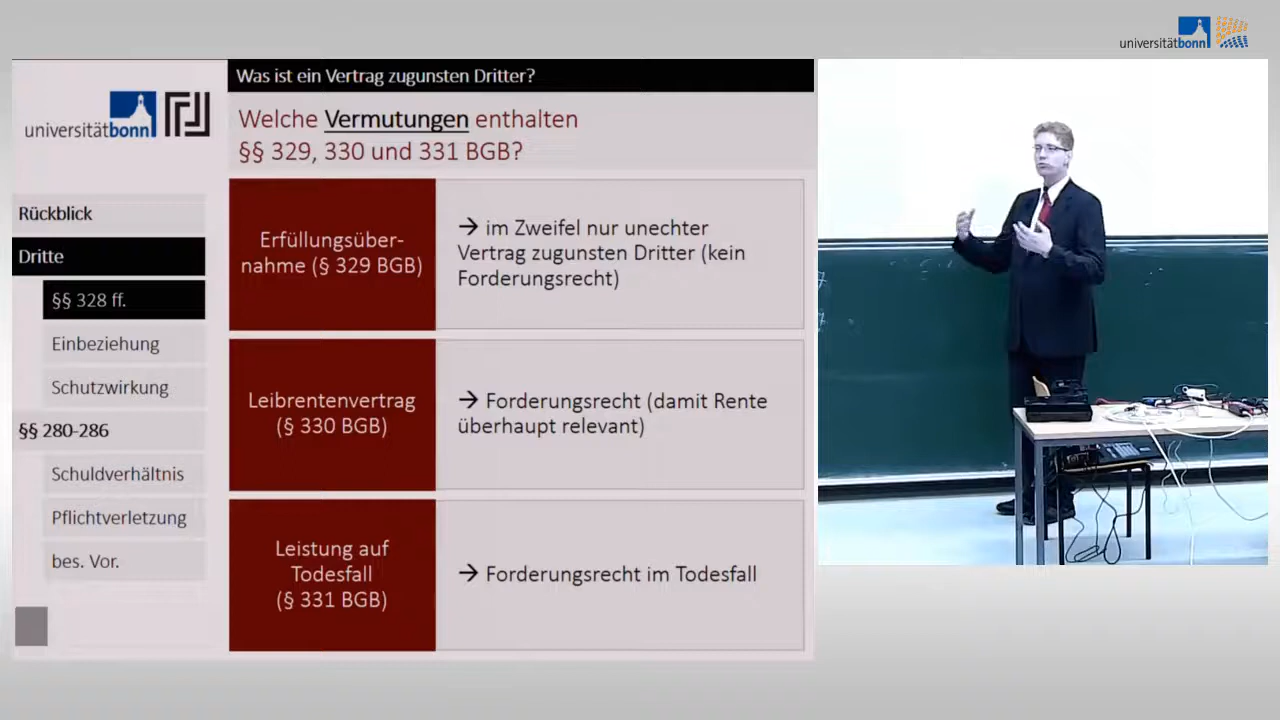 universitätbonn
Was ist ein Vertrag zugunsten Dritter?
universitätbonn
Welche Vermutungen enthalten
§§ 329, 330 und 331 BGB?
Rückblick
Dritte
§§ 328 ff.
Einbeziehung
Schutzwirkung
§§ 280-286
Schuldverhältnis
Pflichtverletzung
bes. Vor.
Erfüllungsüber-
nahme (§ 329 BGB)
→ im Zweifel nur unechter
Vertrag zugunsten Dritter (kein
Forderungsrecht)
Leibrentenvertrag
(§ 330 BGB)
→ Forderungsrecht (damit Rente
überhaupt relevant)
Leistung auf
Todesfall
(§ 331 BGB)
→ Forderungsrecht im Todesfall